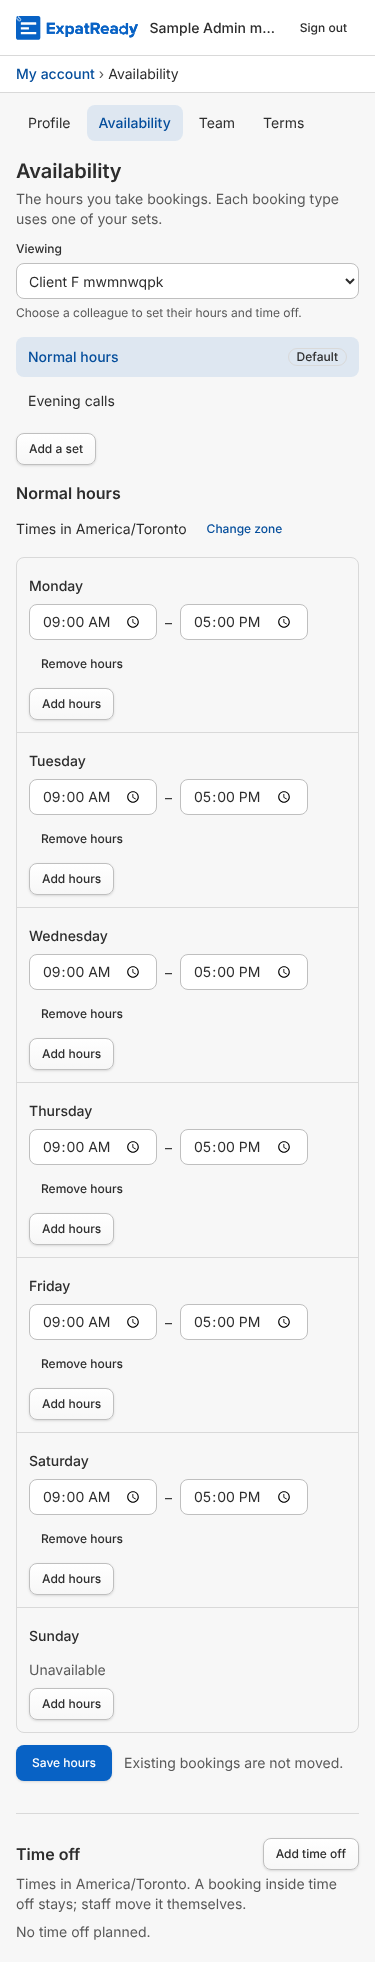 ExpatReady Sample Admin m... Sign out
My account › Availability
Profile Availability Team Terms
Availability
The hours you take bookings. Each booking type
uses one of your sets.
Viewing
Client F mwmnwqpk
Choose a colleague to set their hours and time off.
Normal hours Default
Evening calls
Add a set
Normal hours
Times in America/Toronto Change zone
Monday
09:00 AM – 05:00 PM
Remove hours
Add hours
Tuesday
09:00 AM – 05:00 PM
Remove hours
Add hours
Wednesday
09:00 AM – 05:00 PM
Remove hours
Add hours
Thursday
09:00 AM – 05:00 PM
Remove hours
Add hours
Friday
09:00 AM – 05:00 PM
Remove hours
Add hours
Saturday
09:00 AM – 05:00 PM
Remove hours
Add hours
Sunday
Unavailable
Add hours
Save hours Existing bookings are not moved.
Time off Add time off
Times in America/Toronto. A booking inside time
off stays; staff move it themselves.
No time off planned.